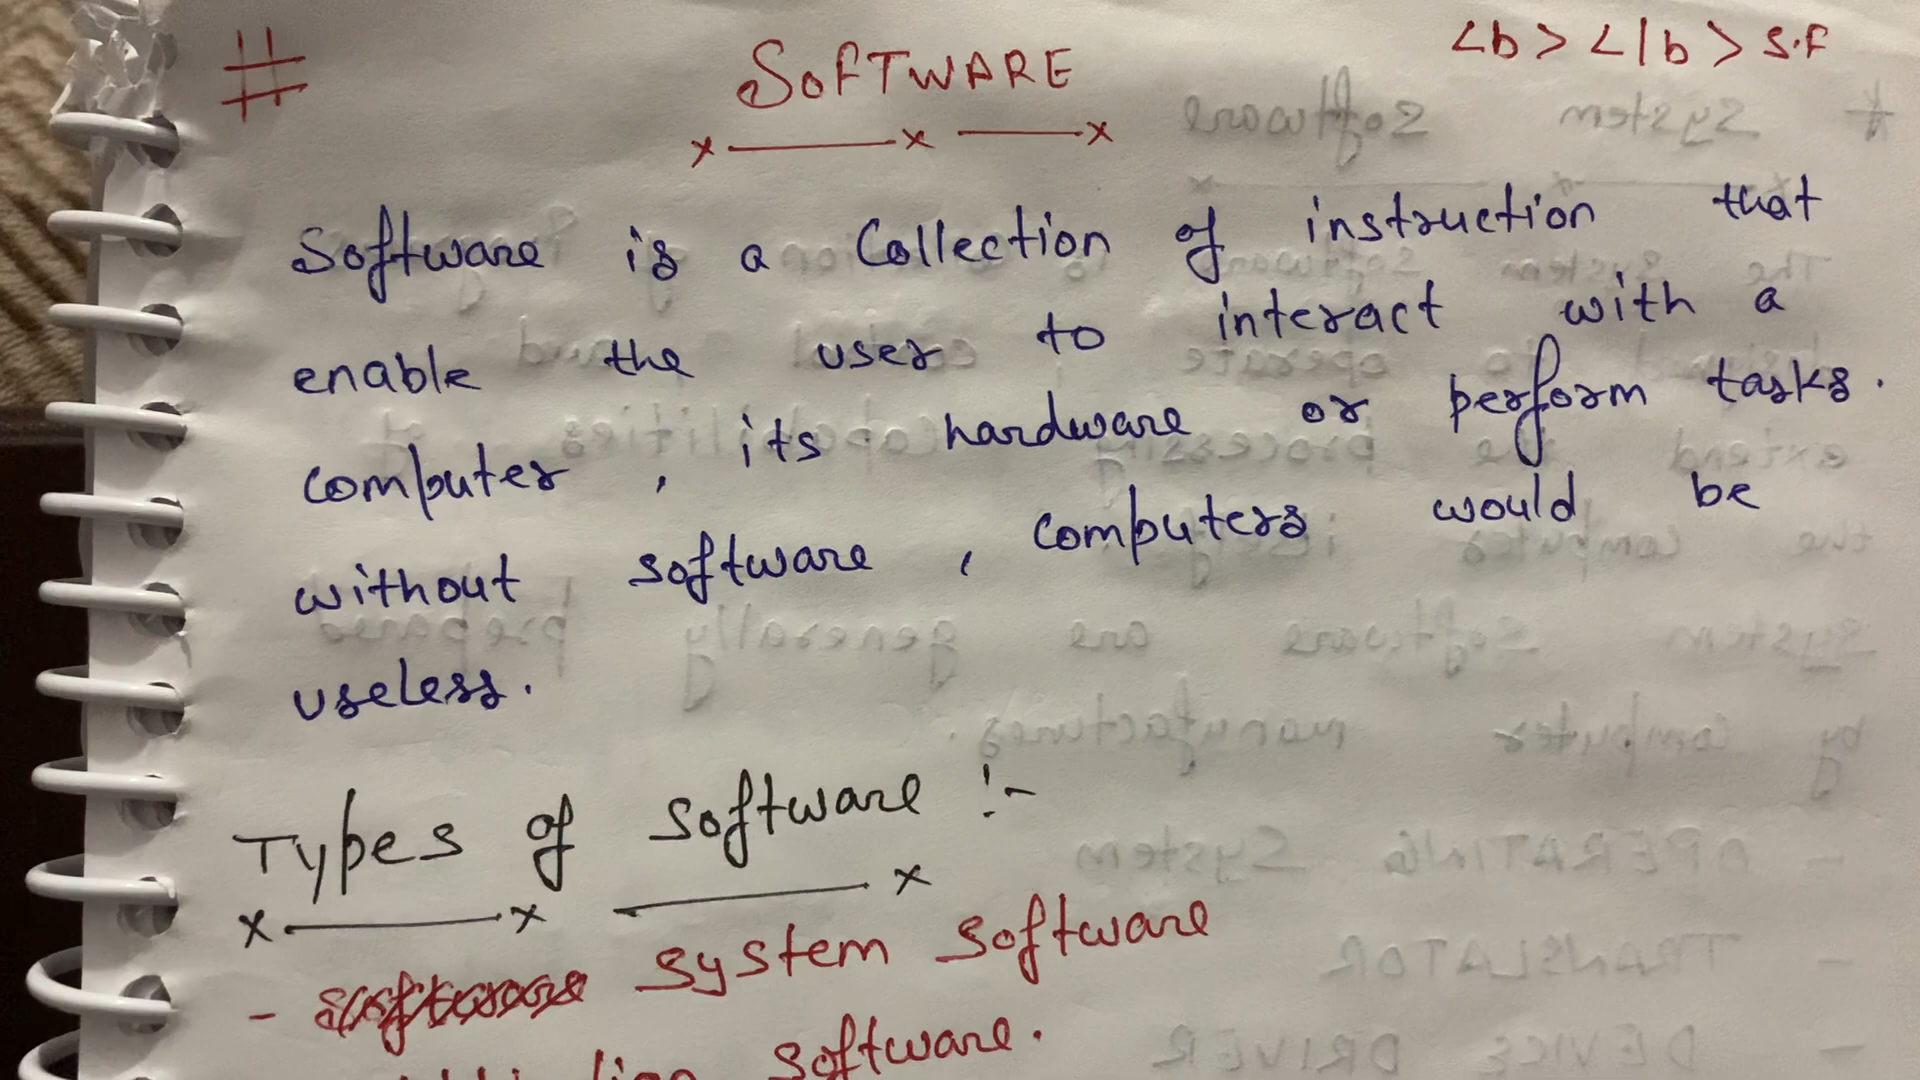 # SOFTWARE <b></b> S.F
Software is a Collection of instruction that
enable the user to interact with a
computer, its hardware or perform tasks.
without software, computers would be
useless.
Types of software :-
- System software
software.